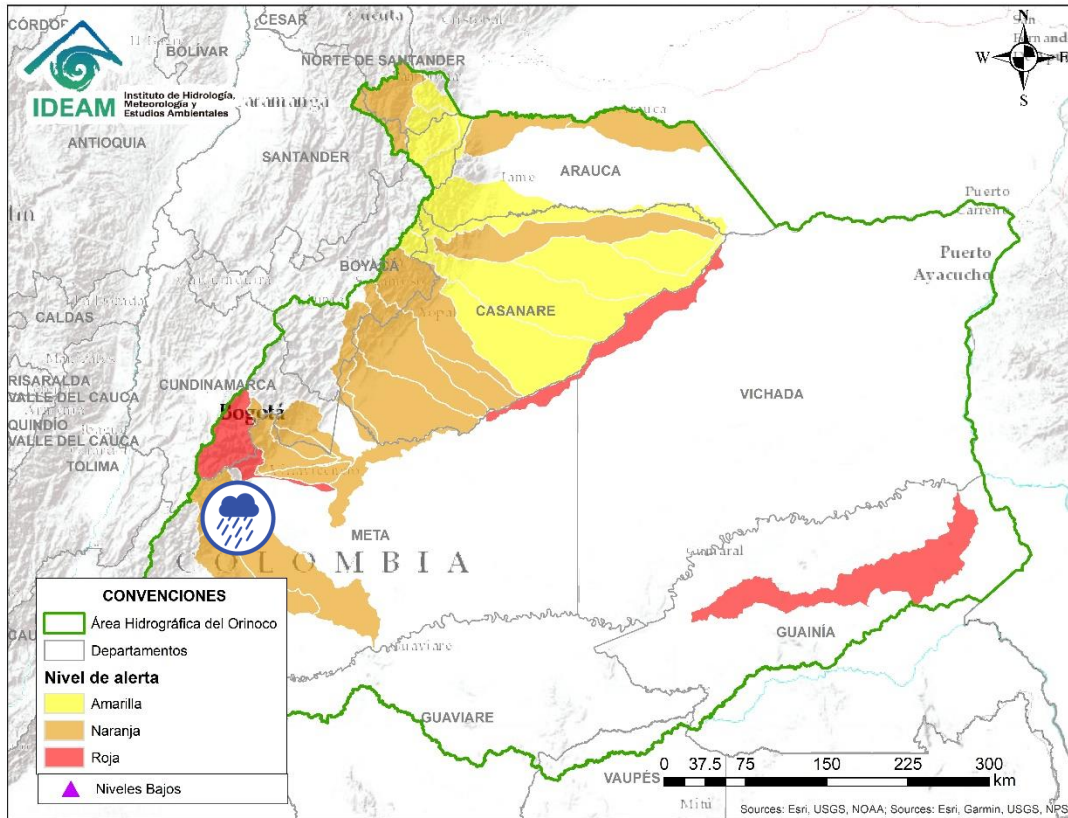 IDEAM
Instituto de Hidrología,
Meteorología y
Estudios Ambientales
N
W
E
S
CESAR
BOLÍVAR
NORTE DE SANTANDER
ANTIOQUIA
SANTANDER
ARAUCA
Puerto
Carreño
Puerto
Ayacucho
BOYACÁ
CASANARE
CALDAS
CUNDINAMARCA
RISARALDA
VALLE DEL CAUCA
Bogotá
VICHADA
QUINDÍO
VALLE DEL CAUCA
TOLIMA
META
COLOMBIA
GUAINÍA
Guaviare
GUAVIARE
VAUPÉS
Mitú
CONVENCIONES
Área Hidrográfica del Orinoco
Departamentos
Nivel de alerta
Amarilla
Naranja
Roja
Niveles Bajos
0 37.5 75 150 225 300
km
Sources: Esri, USGS, NOAA; Sources: Esri, Garmin, USGS, NPS